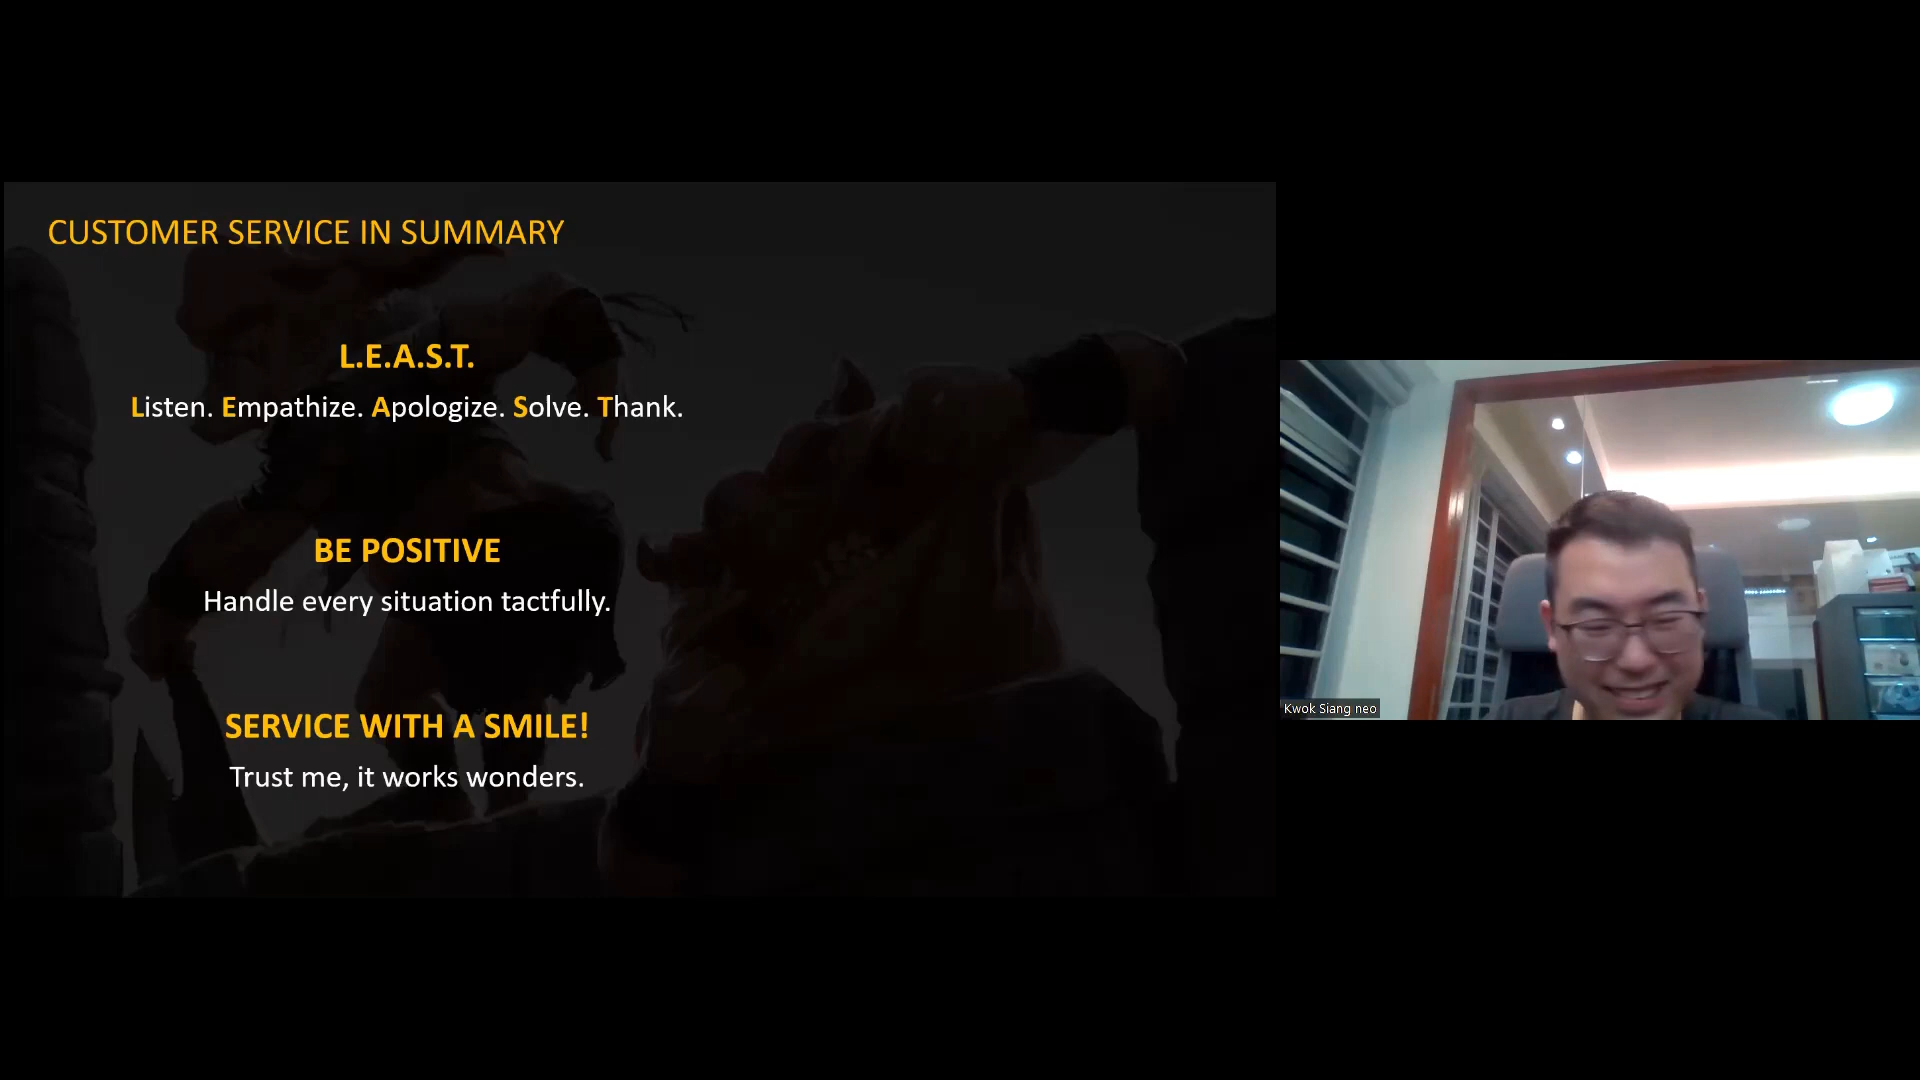 CUSTOMER SERVICE IN SUMMARY
L.E.A.S.T.
Listen. Empathize. Apologize. Solve. Thank.
BE POSITIVE
Handle every situation tactfully.
SERVICE WITH A SMILE!
Trust me, it works wonders.
Kwok Siang neo